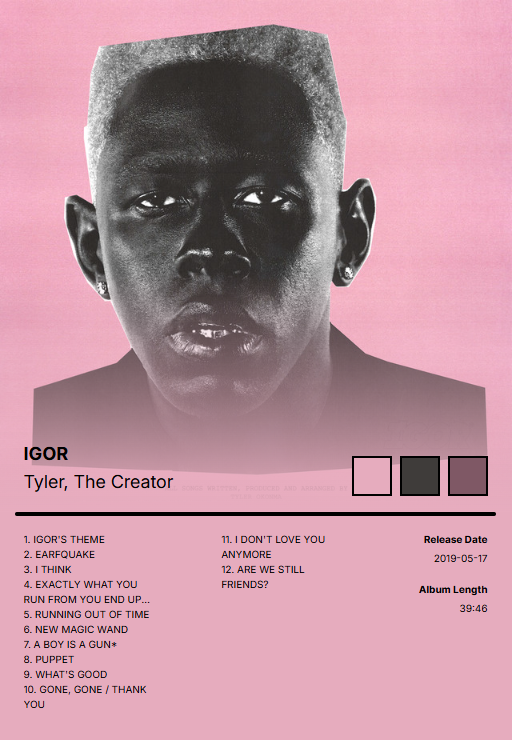 IGOR
Tyler, The Creator
1. IGOR'S THEME
2. EARFQUAKE
3. I THINK
4. EXACTLY WHAT YOU
RUN FROM YOU END UP...
5. RUNNING OUT OF TIME
6. NEW MAGIC WAND
7. A BOY IS A GUN*
8. PUPPET
9. WHAT'S GOOD
10. GONE, GONE / THANK
YOU
11. I DON'T LOVE YOU
ANYMORE
12. ARE WE STILL
FRIENDS?
Release Date
2019-05-17
Album Length
39:46